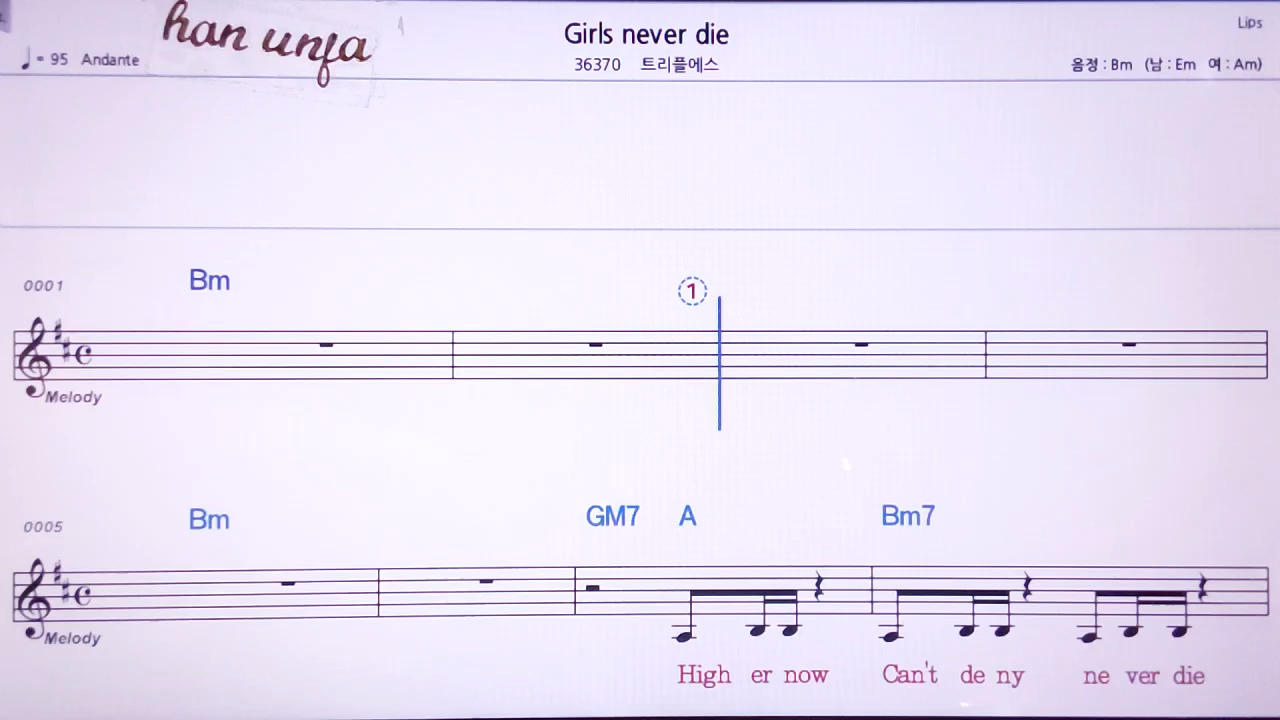 han unja
Girls never die
Lips
♩ = 95 Andante
36370 트리플에스
음정 : Bm (남 : Em 여 : Am)
0001
Bm
1
Melody
0005
Bm GM7 A Bm7
Melody
High er now Can't de ny ne ver die